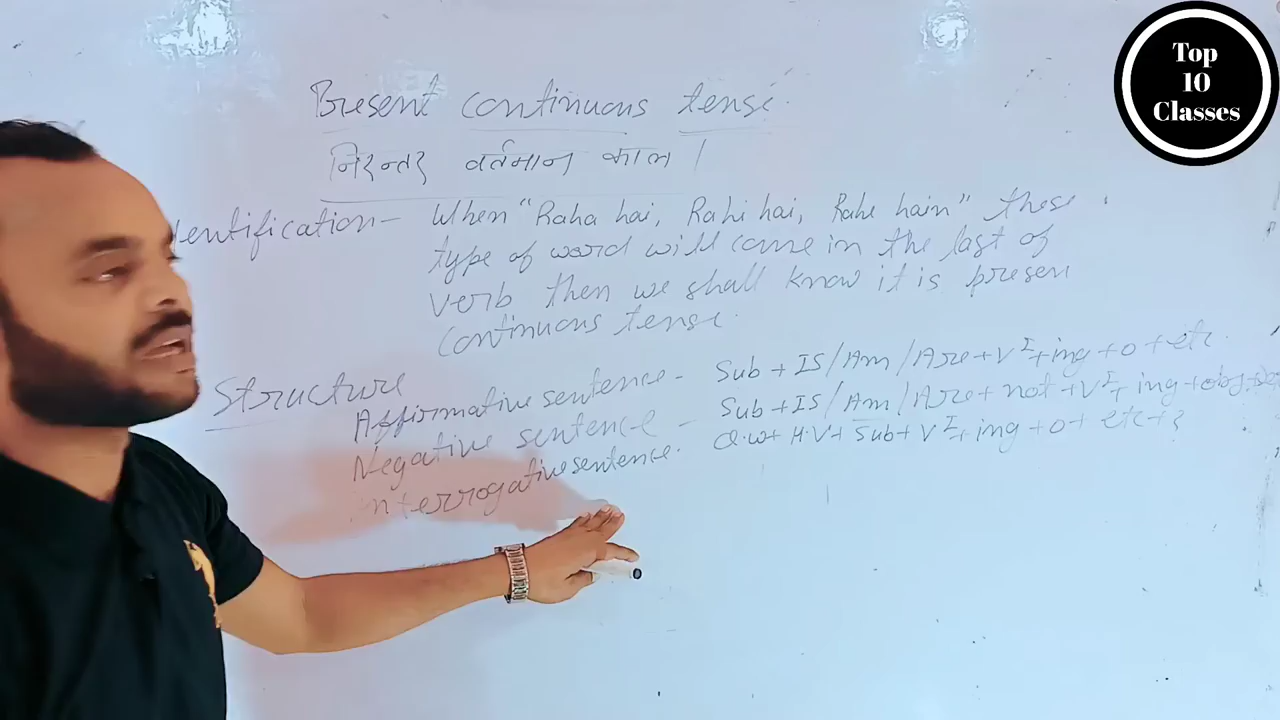 Top
10
Classes
Present continuous tense.
निरन्तर वर्तमान काल।
dentification- When "Raha hai, Rahi hai, Rahe hain" these
type of word will come in the last of
verb then we shall know it is presen
continuous tense.
Structure
Affirmative sentence - Sub + IS/Am/Are + V I + ing + o + etc.
Negative sentence - Sub + IS/Am/Are + not + V I + ing + obj +
interrogative sentence. Q.w + H.V + Sub + V I + ing + o + etc + ?